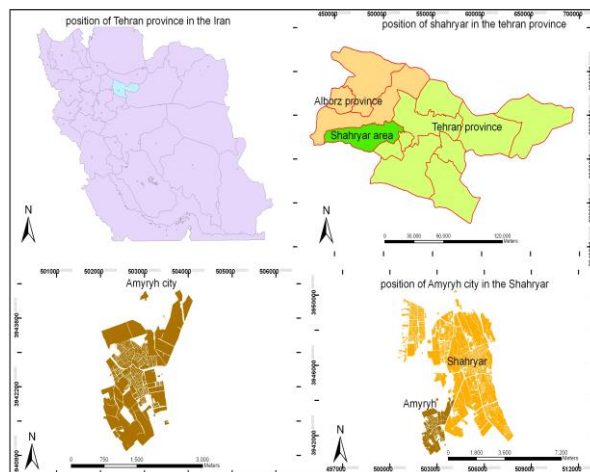 position of Tehran province in the Iran
N
position of shahryar in the tehran province
450000 500000 550000 600000 650000 700000
Alborz province
Tehran province
Shahryar area
N
0 30,000 60,000 120,000
Meters
Amyryh city
501000 502000 503000 504000 505000 506000
3943600
3942200
N
0 750 1,500 3,000
Meters
position of Amyryh city in the Shahryar
3950000
3946000
3942000
Shahryar
Amyryh
N
0 1,800 3,600 7,200
Meters
497000 500000 503000 506000 509000 512000